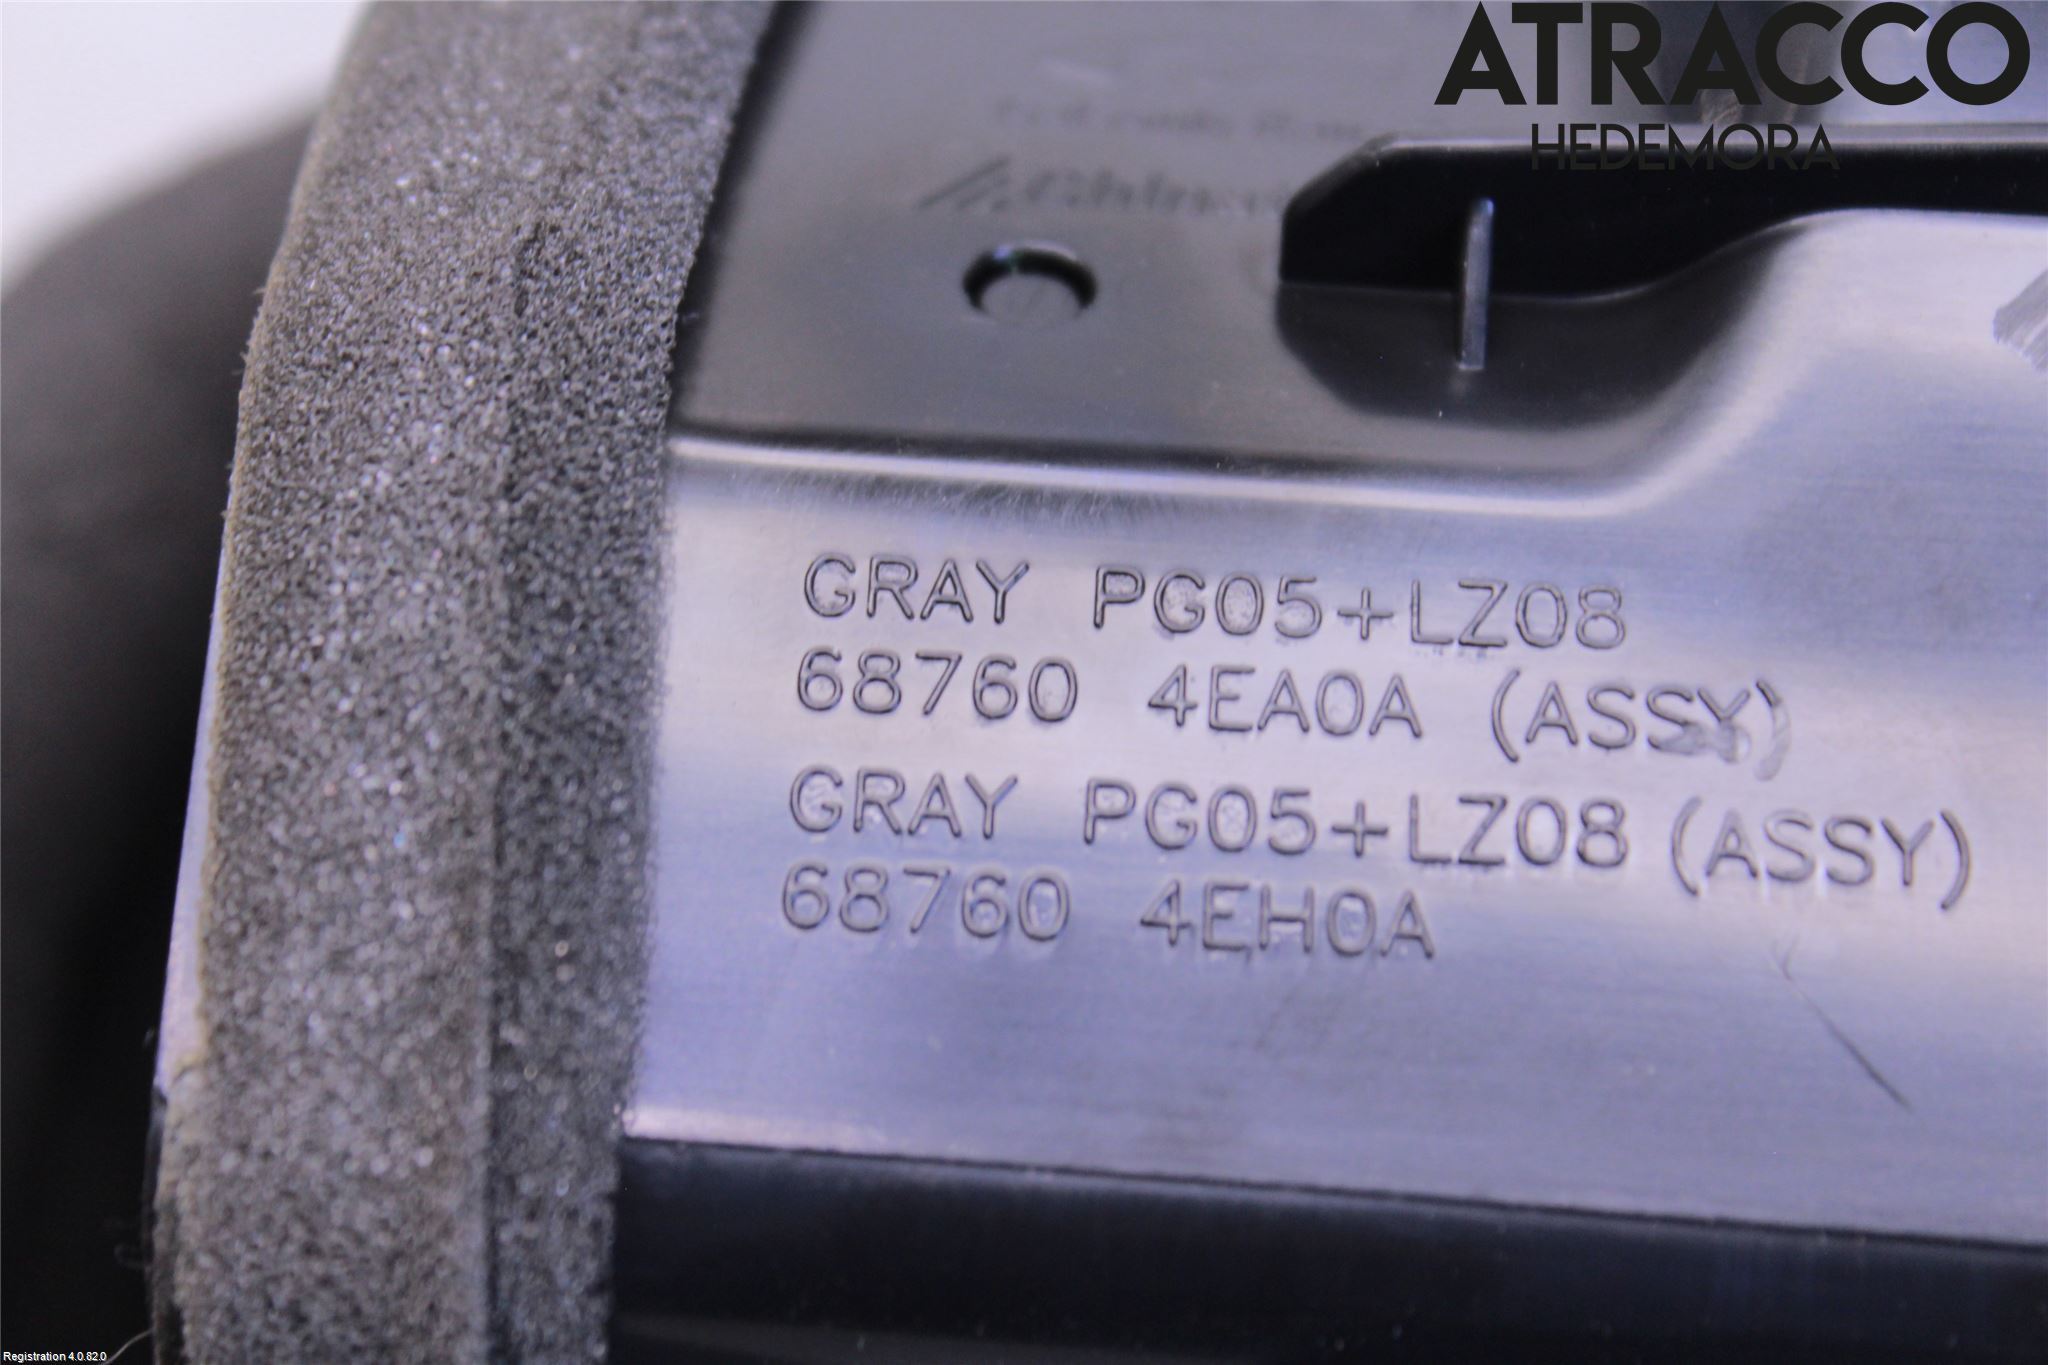 ATRACCO
HEDEMORA
GRAY PG05+LZ08
68760 4EA0A (ASSY)
GRAY PG05+LZ08 (ASSY)
68760 4EH0A
Registration 4.0.82.0